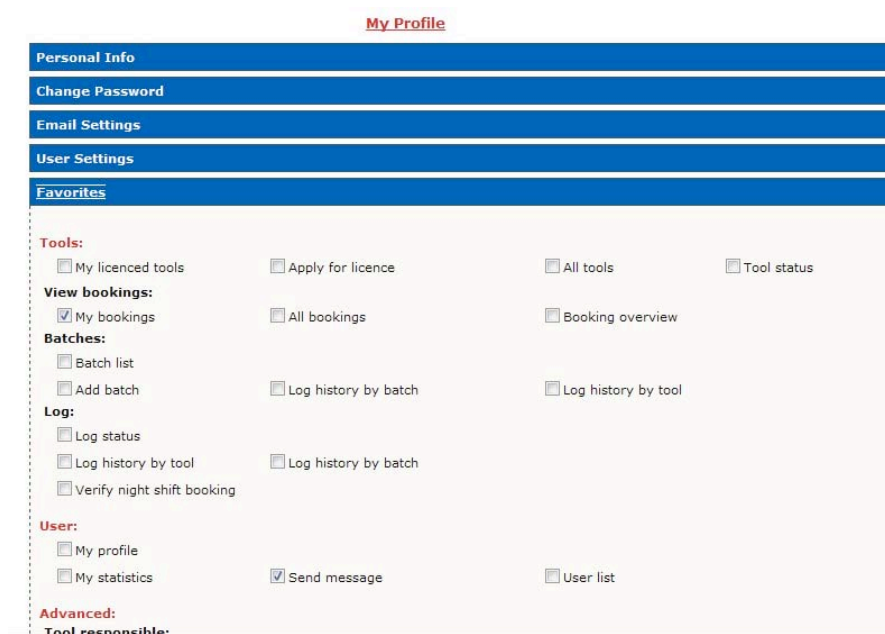 My Profile
Personal Info
Change Password
Email Settings
User Settings
Favorites
Tools:
My licenced tools Apply for licence All tools Tool status
View bookings:
My bookings All bookings Booking overview
Batches:
Batch list
Add batch Log history by batch Log history by tool
Log:
Log status
Log history by tool Log history by batch
Verify night shift booking
User:
My profile
My statistics Send message User list
Advanced:
Tool responsible: